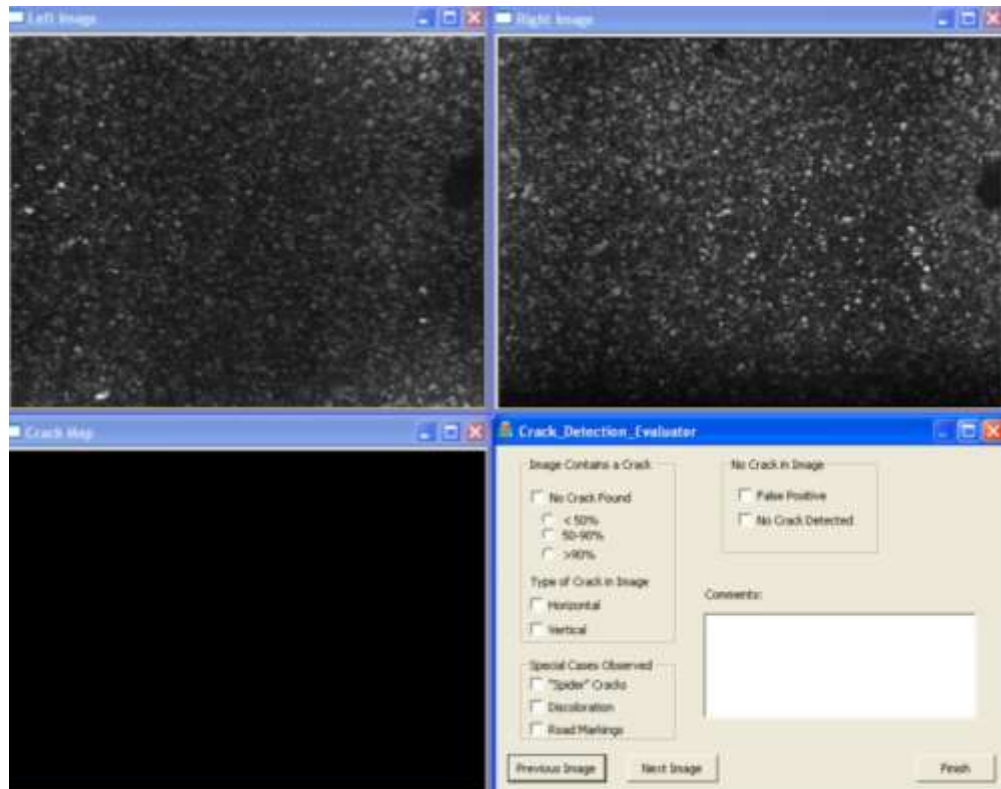 Left Image
Right Image
Crack Map
Crack_Detection_Evaluator
Image Contains a Crack
No Crack Found
< 50%
50-90%
>90%
Type of Crack in Image
Horizontal
Vertical
Special Cases Observed
"Spider" Cracks
Discoloration
Road Markings
No Crack in Image
False Positive
No Crack Detected
Comments:
Previous Image
Next Image
Finish